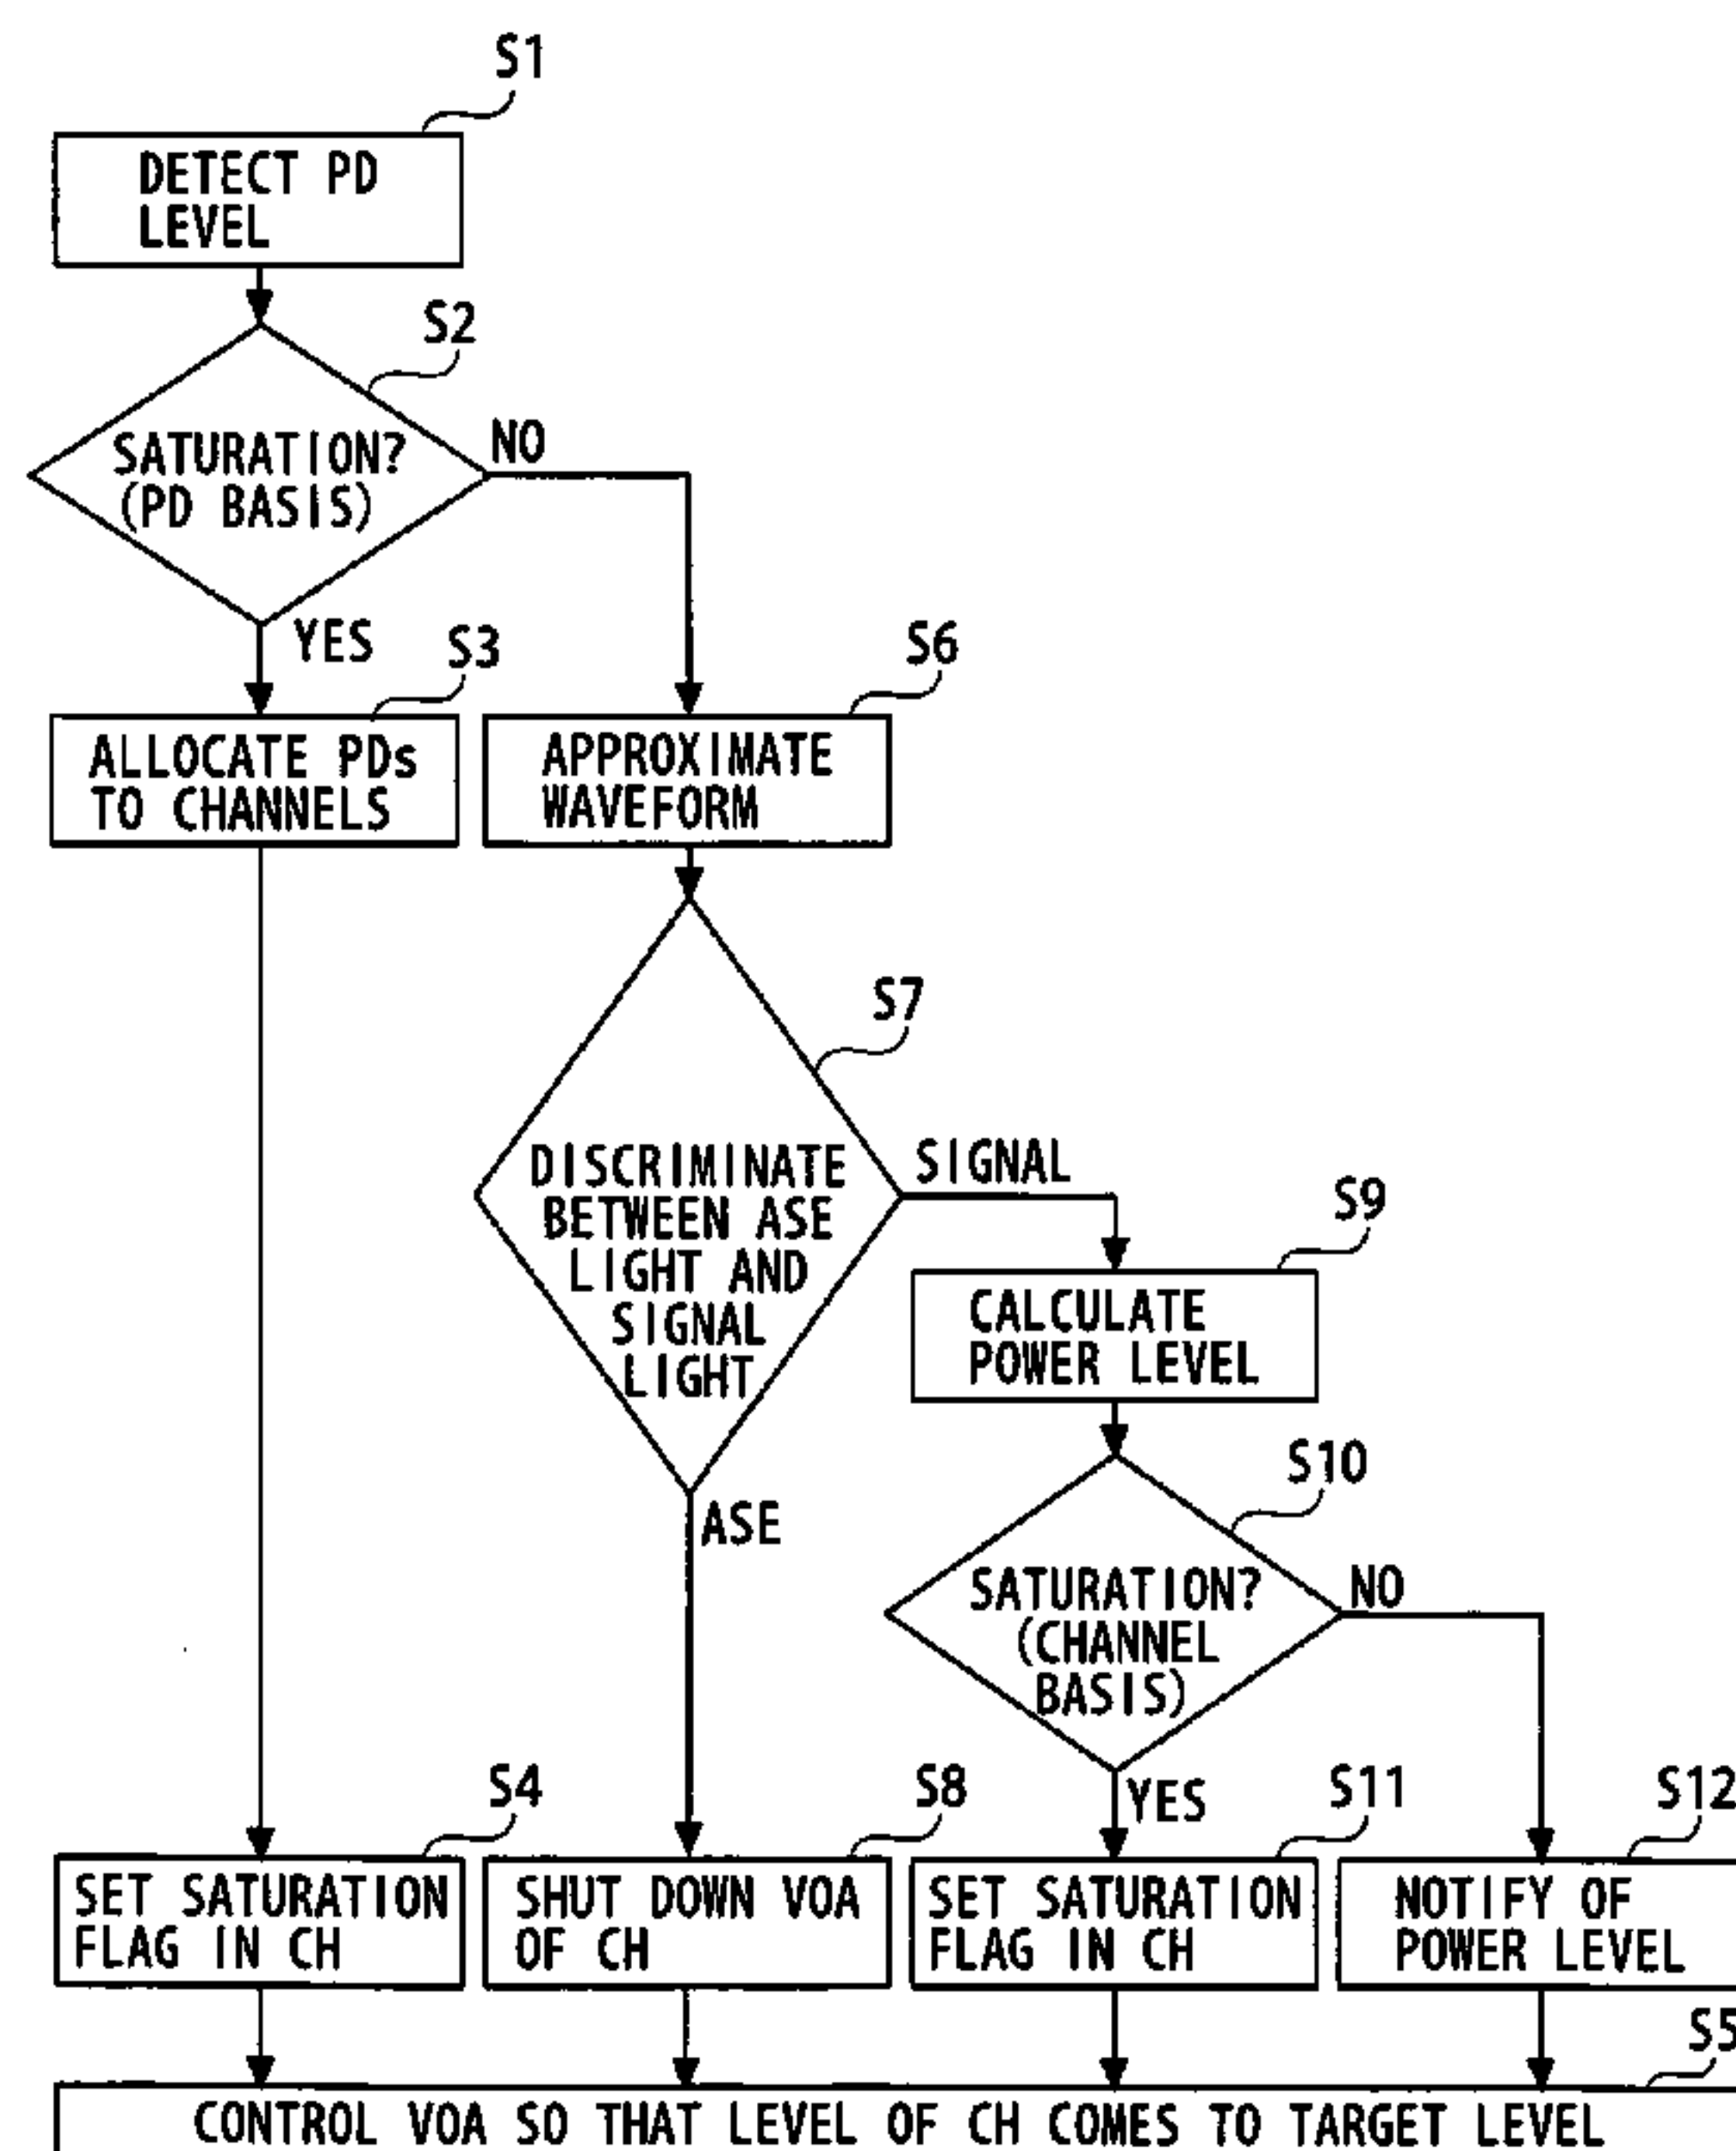 S1
DETECT PD
LEVEL
S2
SATURATION?
(PD BASIS)
NO
YES
S3
S6
ALLOCATE PDs
TO CHANNELS
APPROXIMATE
WAVEFORM
S7
DISCRIMINATE
BETWEEN ASE
LIGHT AND
SIGNAL
LIGHT
SIGNAL
S9
CALCULATE
POWER LEVEL
S10
ASE
SATURATION?
(CHANNEL
BASIS)
NO
YES
S4
S8
S11
S12
SET SATURATION
FLAG IN CH
SHUT DOWN VOA
OF CH
SET SATURATION
FLAG IN CH
NOTIFY OF
POWER LEVEL
S5
CONTROL VOA SO THAT LEVEL OF CH COMES TO TARGET LEVEL